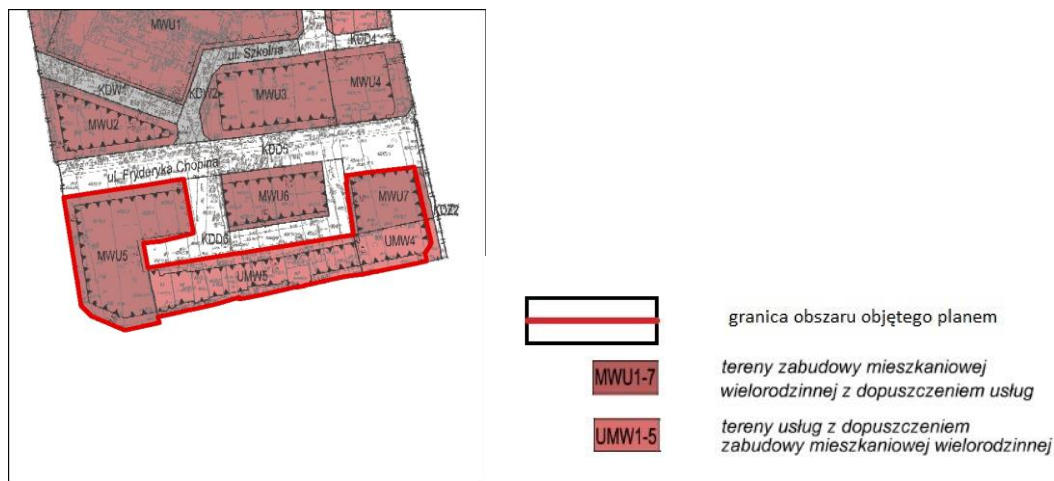 MWU1
KDD4
ul. Szkolna
KDW1
KDW2
MWU4
MWU3
MWU2
KDD5
ul. Fryderyka Chopina
MWU6
MWU7
KDD6
UMW4
MWU5
UMW5
granica obszaru objętego planem
MWU1-7
tereny zabudowy mieszkaniowej
wielorodzinnej z dopuszczeniem usług
UMW1-5
tereny usług z dopuszczeniem
zabudowy mieszkaniowej wielorodzinnej